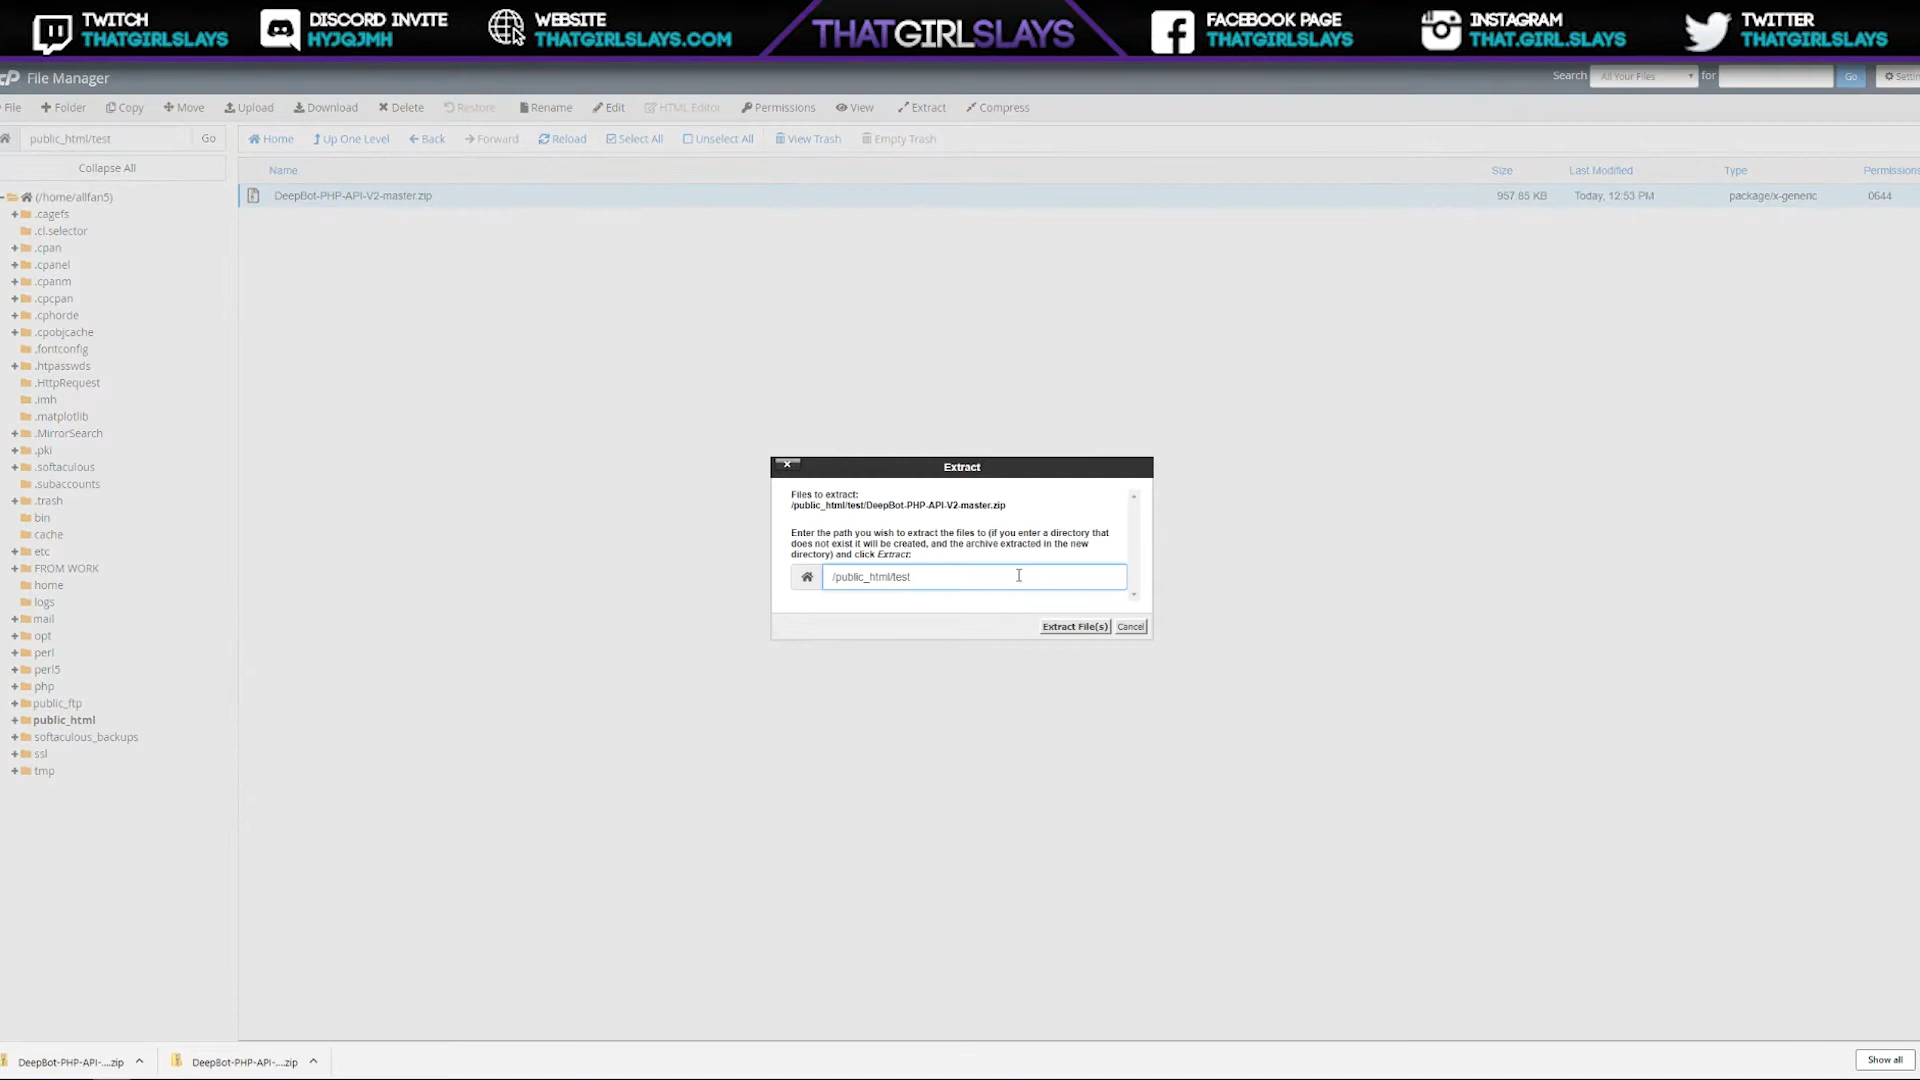 TWITCH
THATGIRLSLAYS
DISCORD INVITE
HYJQJMH
WEBSITE
THATGIRLSLAYS.COM
THATGIRLSLAYS
FACEBOOK PAGE
THATGIRLSLAYS
INSTAGRAM
THAT.GIRL.SLAYS
TWITTER
THATGIRLSLAYS
cP File Manager
Search All Your Files for Go
File Folder Copy Move Upload Download Delete Restore Rename Edit HTML Editor Permissions View Extract Compress
public_html/test Go
Home Up One Level Back Forward Reload Select All Unselect All View Trash Empty Trash
Collapse All
Name Size Last Modified Type Permissions
DeepBot-PHP-API-V2-master.zip 957.85 KB Today, 12:53 PM package/x-generic 0644
(/home/allfan5)
.cagefs
.cl.selector
.cpan
.cpanel
.cpanm
.cpcpan
.cphorde
.cpobjcache
.fontconfig
.htpasswds
.HttpRequest
.imh
.matplotlib
.MirrorSearch
.pki
.softaculous
.subaccounts
.trash
bin
cache
etc
FROM WORK
home
logs
mail
opt
perl
perl5
php
public_ftp
public_html
softaculous_backups
ssl
tmp
Extract
Files to extract:
/public_html/test/DeepBot-PHP-API-V2-master.zip
Enter the path you wish to extract the files to (if you enter a directory that
does not exist it will be created, and the archive extracted in the new
directory) and click Extract:
/public_html/test
Extract File(s) Cancel
DeepBot-PHP-API-....zip DeepBot-PHP-API-....zip Show all